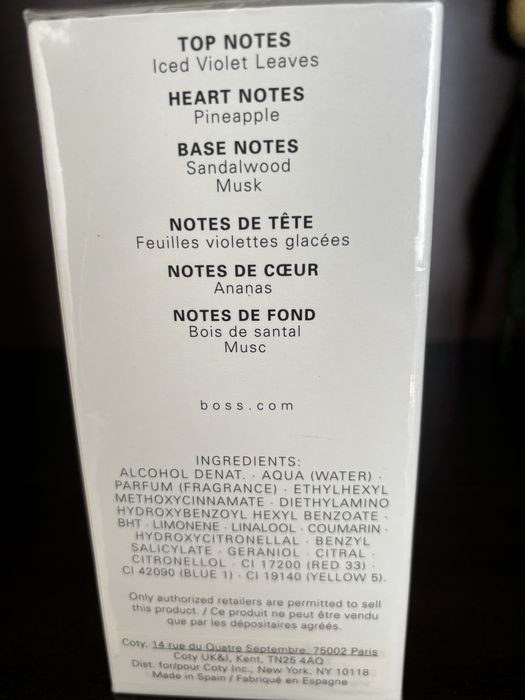 TOP NOTES
Iced Violet Leaves
HEART NOTES
Pineapple
BASE NOTES
Sandalwood
Musk
NOTES DE TÊTE
Feuilles violettes glacées
NOTES DE CŒUR
Ananas
NOTES DE FOND
Bois de santal
Musc
boss.com
INGREDIENTS:
ALCOHOL DENAT. · AQUA (WATER) ·
PARFUM (FRAGRANCE) · ETHYLHEXYL
METHOXYCINNAMATE · DIETHYLAMINO
HYDROXYBENZOYL HEXYL BENZOATE ·
BHT · LIMONENE · LINALOOL · COUMARIN ·
HYDROXYCITRONELLAL · BENZYL
SALICYLATE · GERANIOL · CITRAL ·
CITRONELLOL · CI 17200 (RED 33) ·
CI 42090 (BLUE 1) · CI 19140 (YELLOW 5).
Only authorized retailers are permitted to sell
this product. / Ce produit ne peut être vendu
que par les dépositaires agréés.
Coty, 14 rue du Quatre Septembre, 75002 Paris
Coty UK&I, Kent, TN25 4AQ
Dist. for/pour Coty Inc., New York, NY 10118
Made in Spain / Fabriqué en Espagne